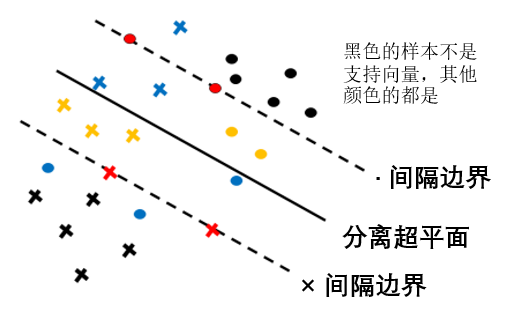 黑色的样本不是
支持向量，其他
颜色的都是
· 间隔边界
分离超平面
× 间隔边界